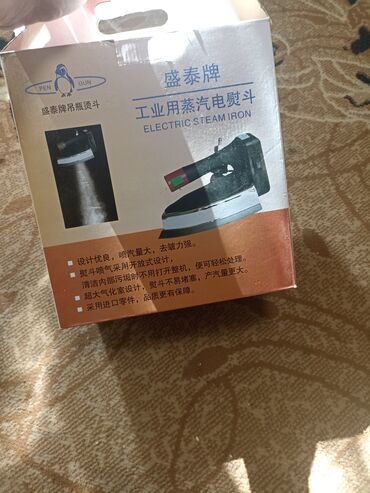 PEN GUN
盛泰牌吊瓶烫斗
盛泰牌
工业用蒸汽电熨斗
ELECTRIC STEAM IRON
设计优良，喷汽量大，去皱力强。
熨斗喷气采用开放式设计，
清洁内部污垢时不用打开整机，便可轻松处理。
超大气化室设计，熨斗不易堵塞，产汽量更大。
采用进口零件，品质更有保障。